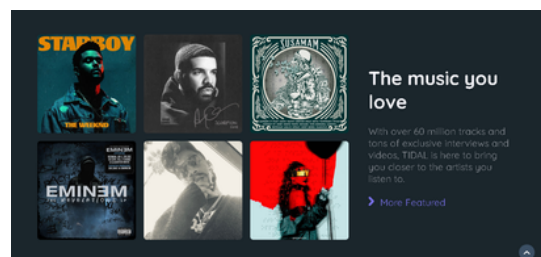 STARBOY
THE WEEKND
SUSAMAM
EMINEM
The music you
love
With over 60 million tracks and
tons of exclusive interviews and
videos, TIDAL is here to bring
you closer to the artists you
listen to.
More Featured